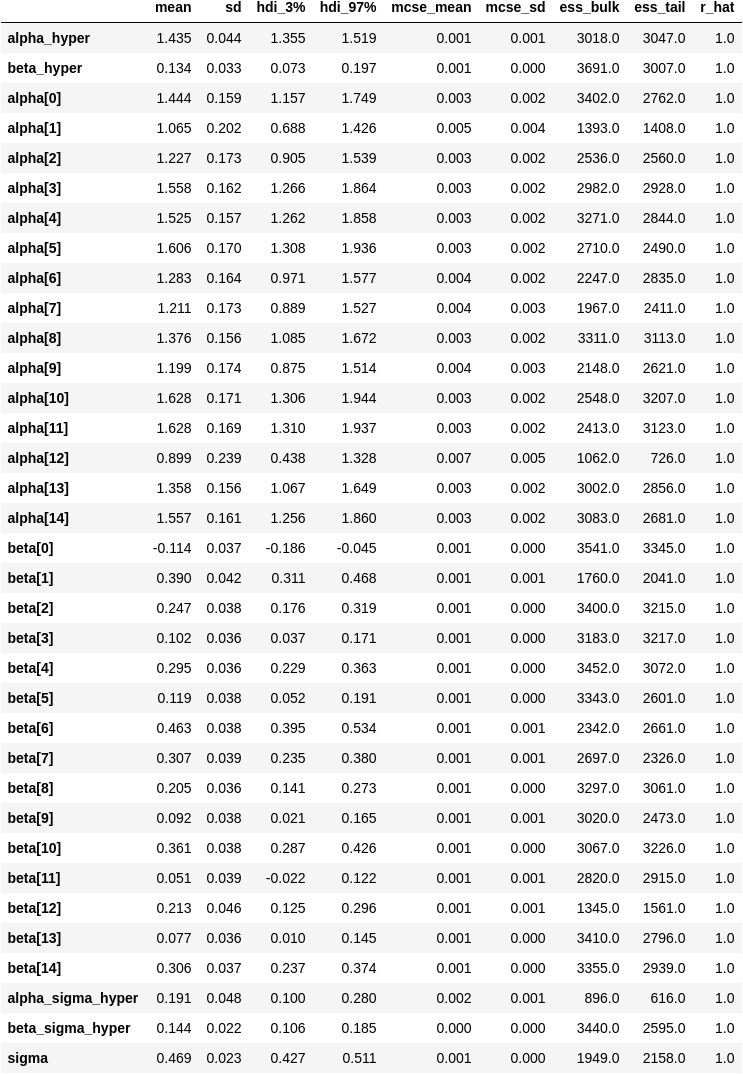 mean sd hdi_3% hdi_97% mcse_mean mcse_sd ess_bulk ess_tail r_hat
alpha_hyper 1.435 0.044 1.355 1.519 0.001 0.001 3018.0 3047.0 1.0
beta_hyper 0.134 0.033 0.073 0.197 0.001 0.000 3691.0 3007.0 1.0
alpha[0] 1.444 0.159 1.157 1.749 0.003 0.002 3402.0 2762.0 1.0
alpha[1] 1.065 0.202 0.688 1.426 0.005 0.004 1393.0 1408.0 1.0
alpha[2] 1.227 0.173 0.905 1.539 0.003 0.002 2536.0 2560.0 1.0
alpha[3] 1.558 0.162 1.266 1.864 0.003 0.002 2982.0 2928.0 1.0
alpha[4] 1.525 0.157 1.262 1.858 0.003 0.002 3271.0 2844.0 1.0
alpha[5] 1.606 0.170 1.308 1.936 0.003 0.002 2710.0 2490.0 1.0
alpha[6] 1.283 0.164 0.971 1.577 0.004 0.002 2247.0 2835.0 1.0
alpha[7] 1.211 0.173 0.889 1.527 0.004 0.003 1967.0 2411.0 1.0
alpha[8] 1.376 0.156 1.085 1.672 0.003 0.002 3311.0 3113.0 1.0
alpha[9] 1.199 0.174 0.875 1.514 0.004 0.003 2148.0 2621.0 1.0
alpha[10] 1.628 0.171 1.306 1.944 0.003 0.002 2548.0 3207.0 1.0
alpha[11] 1.628 0.169 1.310 1.937 0.003 0.002 2413.0 3123.0 1.0
alpha[12] 0.899 0.239 0.438 1.328 0.007 0.005 1062.0 726.0 1.0
alpha[13] 1.358 0.156 1.067 1.649 0.003 0.002 3002.0 2856.0 1.0
alpha[14] 1.557 0.161 1.256 1.860 0.003 0.002 3083.0 2681.0 1.0
beta[0] -0.114 0.037 -0.186 -0.045 0.001 0.000 3541.0 3345.0 1.0
beta[1] 0.390 0.042 0.311 0.468 0.001 0.001 1760.0 2041.0 1.0
beta[2] 0.247 0.038 0.176 0.319 0.001 0.000 3400.0 3215.0 1.0
beta[3] 0.102 0.036 0.037 0.171 0.001 0.000 3183.0 3217.0 1.0
beta[4] 0.295 0.036 0.229 0.363 0.001 0.000 3452.0 3072.0 1.0
beta[5] 0.119 0.038 0.052 0.191 0.001 0.000 3343.0 2601.0 1.0
beta[6] 0.463 0.038 0.395 0.534 0.001 0.001 2342.0 2661.0 1.0
beta[7] 0.307 0.039 0.235 0.380 0.001 0.001 2697.0 2326.0 1.0
beta[8] 0.205 0.036 0.141 0.273 0.001 0.000 3297.0 3061.0 1.0
beta[9] 0.092 0.038 0.021 0.165 0.001 0.001 3020.0 2473.0 1.0
beta[10] 0.361 0.038 0.287 0.426 0.001 0.000 3067.0 3226.0 1.0
beta[11] 0.051 0.039 -0.022 0.122 0.001 0.001 2820.0 2915.0 1.0
beta[12] 0.213 0.046 0.125 0.296 0.001 0.001 1345.0 1561.0 1.0
beta[13] 0.077 0.036 0.010 0.145 0.001 0.000 3410.0 2796.0 1.0
beta[14] 0.306 0.037 0.237 0.374 0.001 0.000 3355.0 2939.0 1.0
alpha_sigma_hyper 0.191 0.048 0.100 0.280 0.002 0.001 896.0 616.0 1.0
beta_sigma_hyper 0.144 0.022 0.106 0.185 0.000 0.000 3440.0 2595.0 1.0
sigma 0.469 0.023 0.427 0.511 0.001 0.000 1949.0 2158.0 1.0